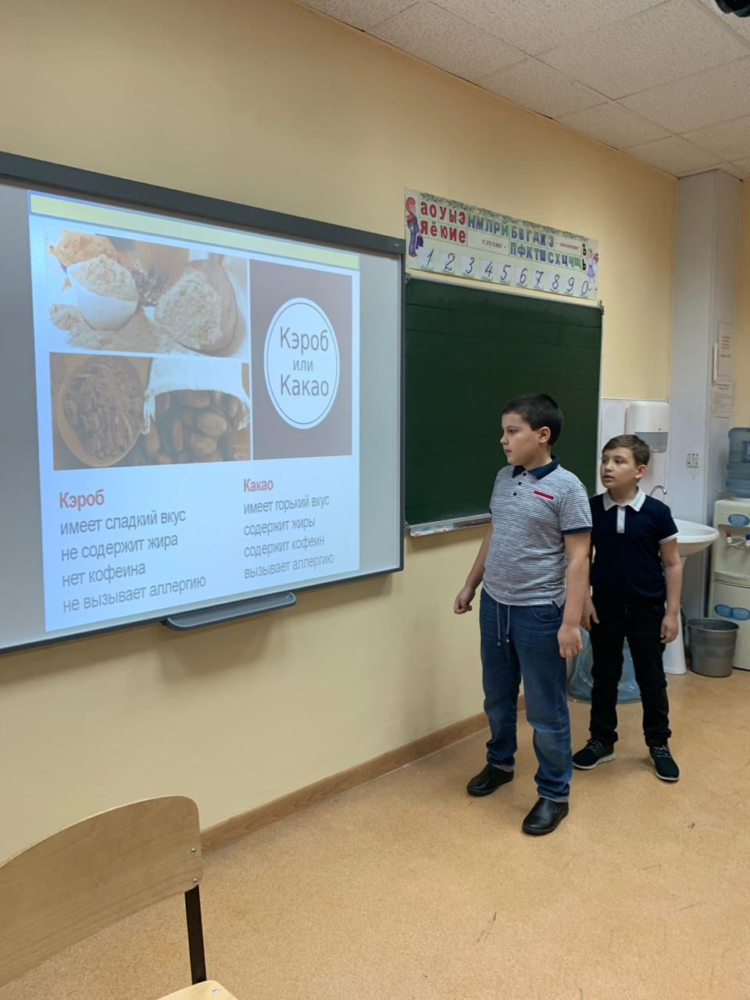 Кэроб
или
Какао
Кэроб
имеет сладкий вкус
не содержит жира
нет кофеина
не вызывает аллергию
Какао
имеет горький вкус
содержит жиры
содержит кофеин
вызывает аллергию
АОУЫЭ НМЛРЙ БВГДЖЗ - звонкие Ъ
ЯЁЮИЕ глухие - ПФКТШСХЦЧЩ Ь
1 2 3 4 5 6 7 8 9 0